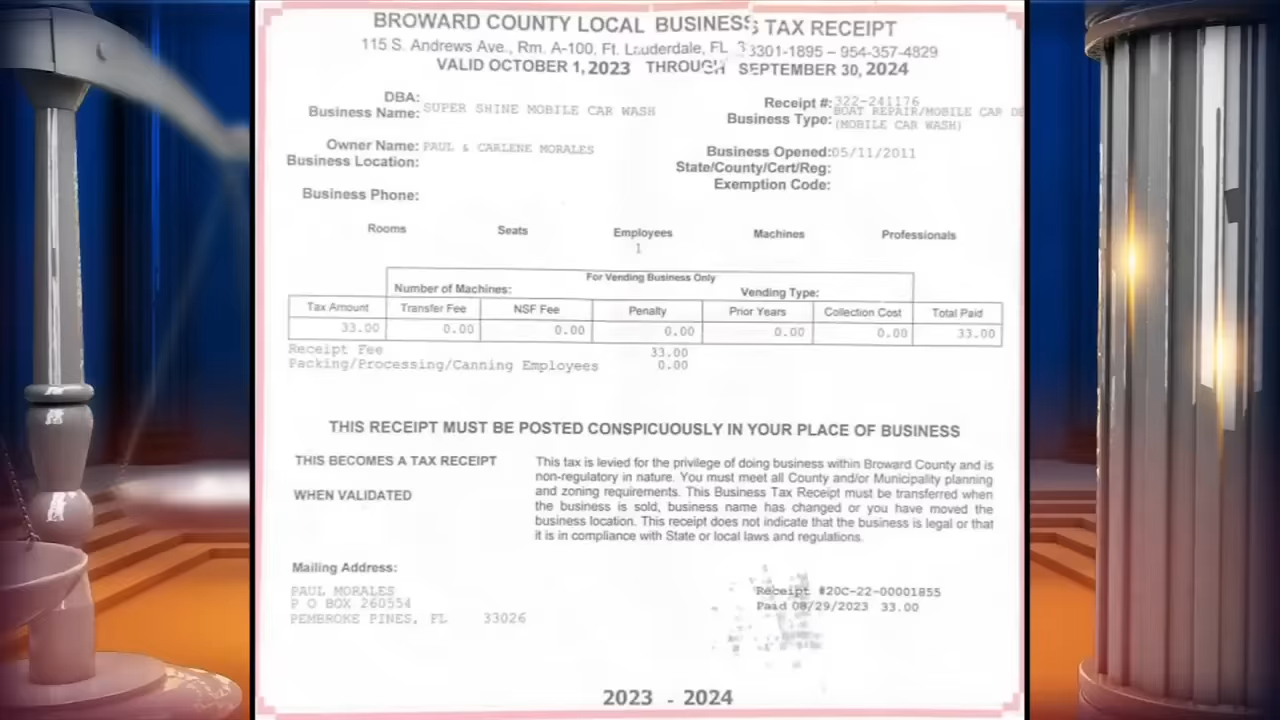 BROWARD COUNTY LOCAL BUSINESS TAX RECEIPT
115 S. Andrews Ave., Rm. A-100, Ft. Lauderdale, FL 33301-1895 – 954-357-4829
VALID OCTOBER 1, 2023 THROUGH SEPTEMBER 30, 2024
DBA:
Business Name: SUPER SHINE MOBILE CAR WASH
Receipt #: 322-241176
Business Type: BOAT REPAIR/MOBILE CAR
(MOBILE CAR WASH)
Owner Name: PAUL & CARLENE MORALES
Business Location:
Business Opened: 05/11/2011
State/County/Cert/Reg:
Exemption Code:
Business Phone:
Rooms Seats Employees Machines Professionals
1
For Vending Business Only
Number of Machines: Vending Type:
Tax Amount Transfer Fee NSF Fee Penalty Prior Years Collection Cost Total Paid
33.00 0.00 0.00 0.00 0.00 0.00 33.00
Receipt Fee 33.00
Packing/Processing/Canning Employees 0.00
THIS RECEIPT MUST BE POSTED CONSPICUOUSLY IN YOUR PLACE OF BUSINESS
THIS BECOMES A TAX RECEIPT
WHEN VALIDATED
This tax is levied for the privilege of doing business within Broward County and is
non-regulatory in nature. You must meet all County and/or Municipality planning
and zoning requirements. This Business Tax Receipt must be transferred when
the business is sold, business name has changed or you have moved the
business location. This receipt does not indicate that the business is legal or that
it is in compliance with State or local laws and regulations.
Mailing Address:
PAUL MORALES
P O BOX 260554
PEMBROKE PINES, FL 33026
Receipt #20C-22-00001855
Paid 08/29/2023 33.00
2023 - 2024